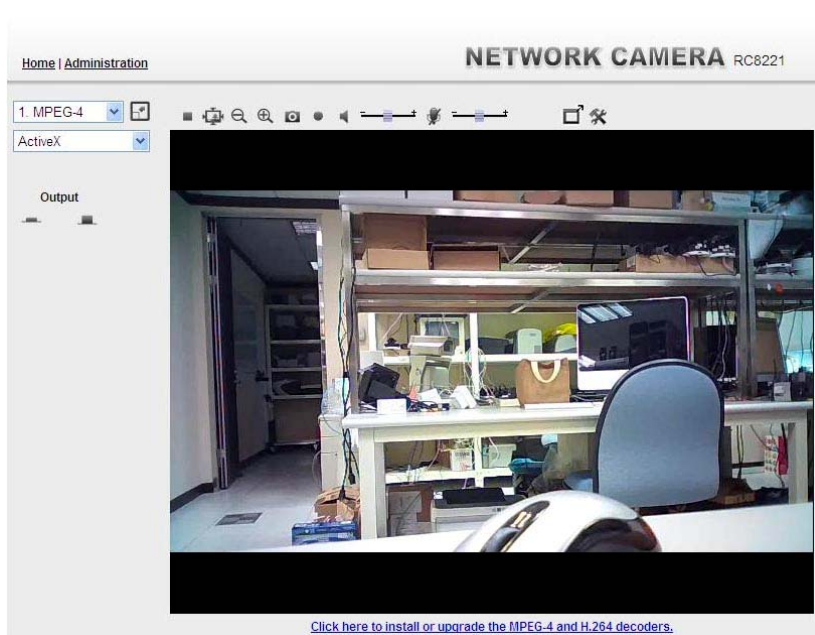 NETWORK CAMERA RC8221
Home | Administration
1. MPEG-4
ActiveX
Output
Click here to install or upgrade the MPEG-4 and H.264 decoders.